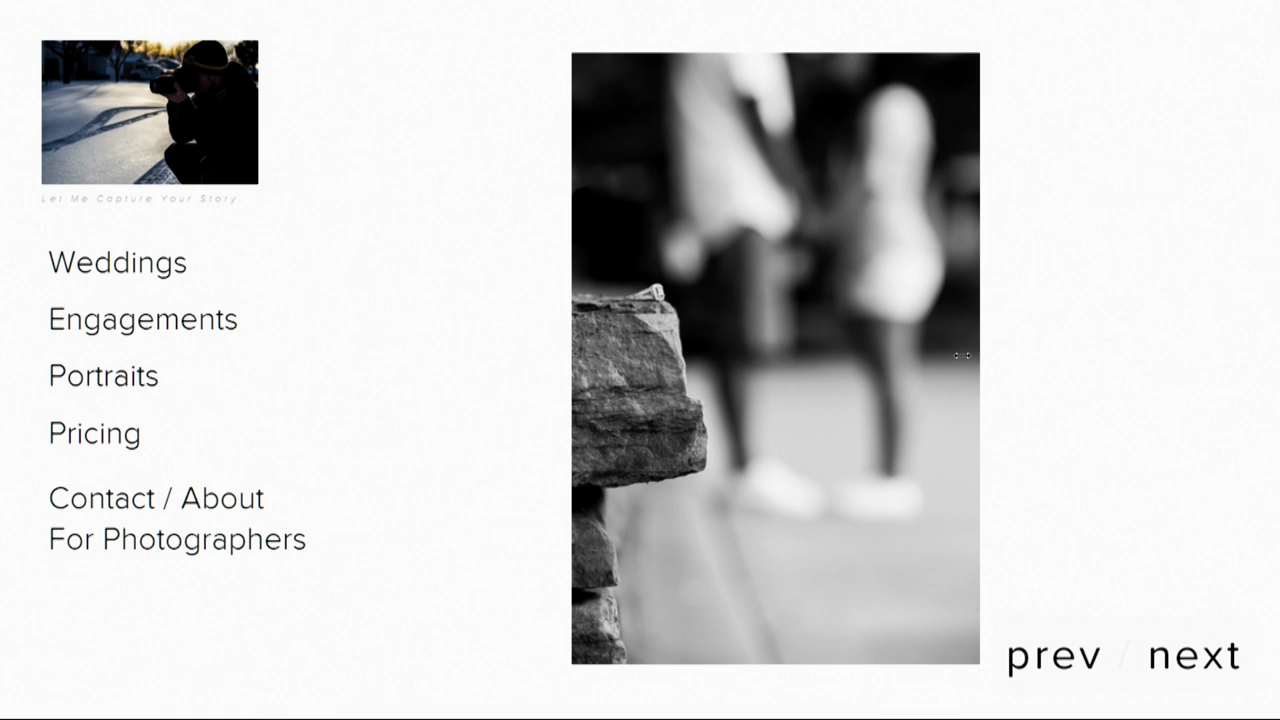 Let Me Capture Your Story.
Weddings
Engagements
Portraits
Pricing
Contact / About
For Photographers
prev / next